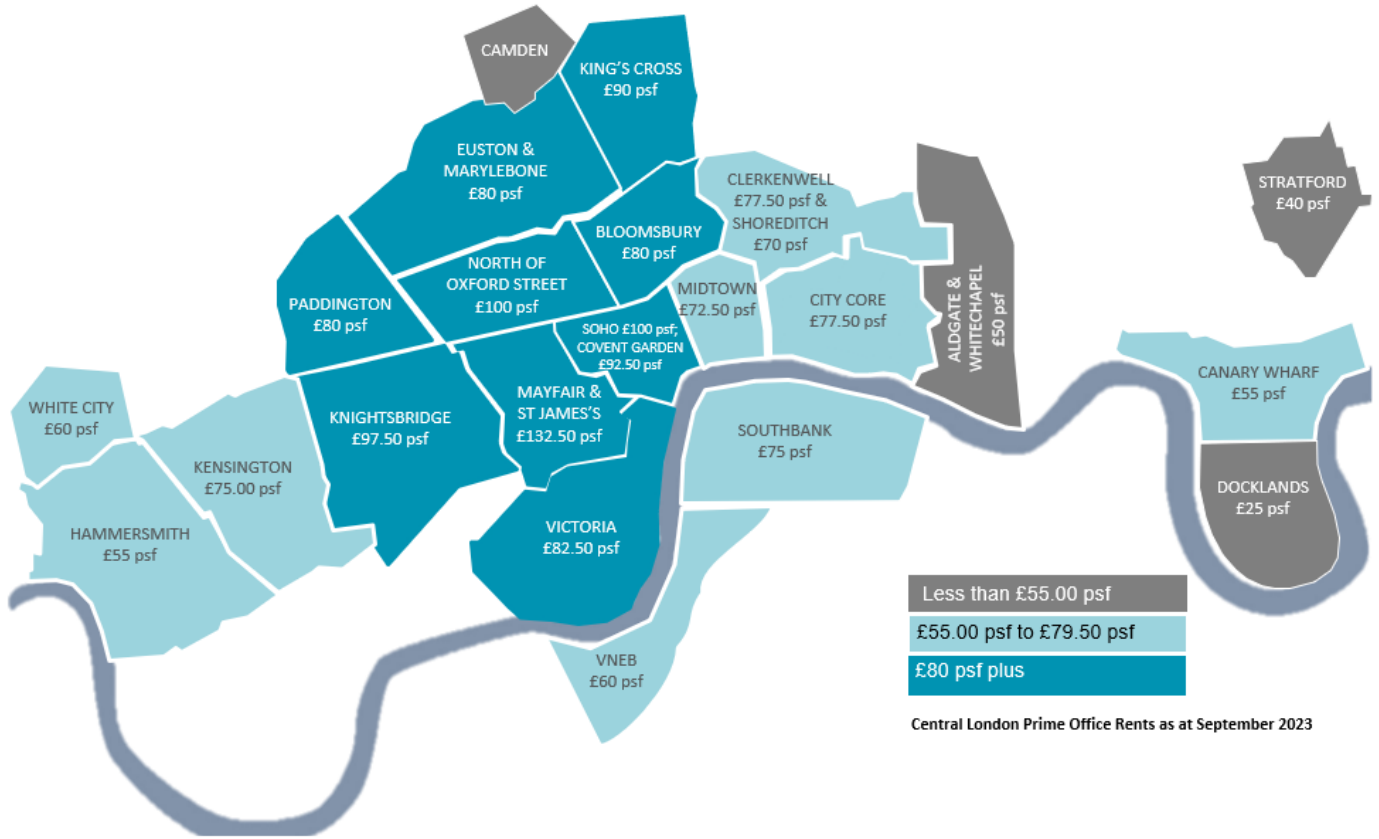 CAMDEN
KING'S CROSS
£90 psf
EUSTON &
MARYLEBONE
£80 psf
CLERKENWELL
£77.50 psf &
SHOREDITCH
£70 psf
STRATFORD
£40 psf
BLOOMSBURY
£80 psf
NORTH OF
OXFORD STREET
£100 psf
PADDINGTON
£80 psf
MIDTOWN
£72.50 psf
CITY CORE
£77.50 psf
ALDGATE &
WHITECHAPEL
£50 psf
SOHO £100 psf;
COVENT GARDEN
£92.50 psf
CANARY WHARF
£55 psf
WHITE CITY
£60 psf
KNIGHTSBRIDGE
£97.50 psf
MAYFAIR &
ST JAMES'S
£132.50 psf
SOUTHBANK
£75 psf
KENSINGTON
£75.00 psf
DOCKLANDS
£25 psf
HAMMERSMITH
£55 psf
VICTORIA
£82.50 psf
VNEB
£60 psf
Less than £55.00 psf
£55.00 psf to £79.50 psf
£80 psf plus
Central London Prime Office Rents as at September 2023